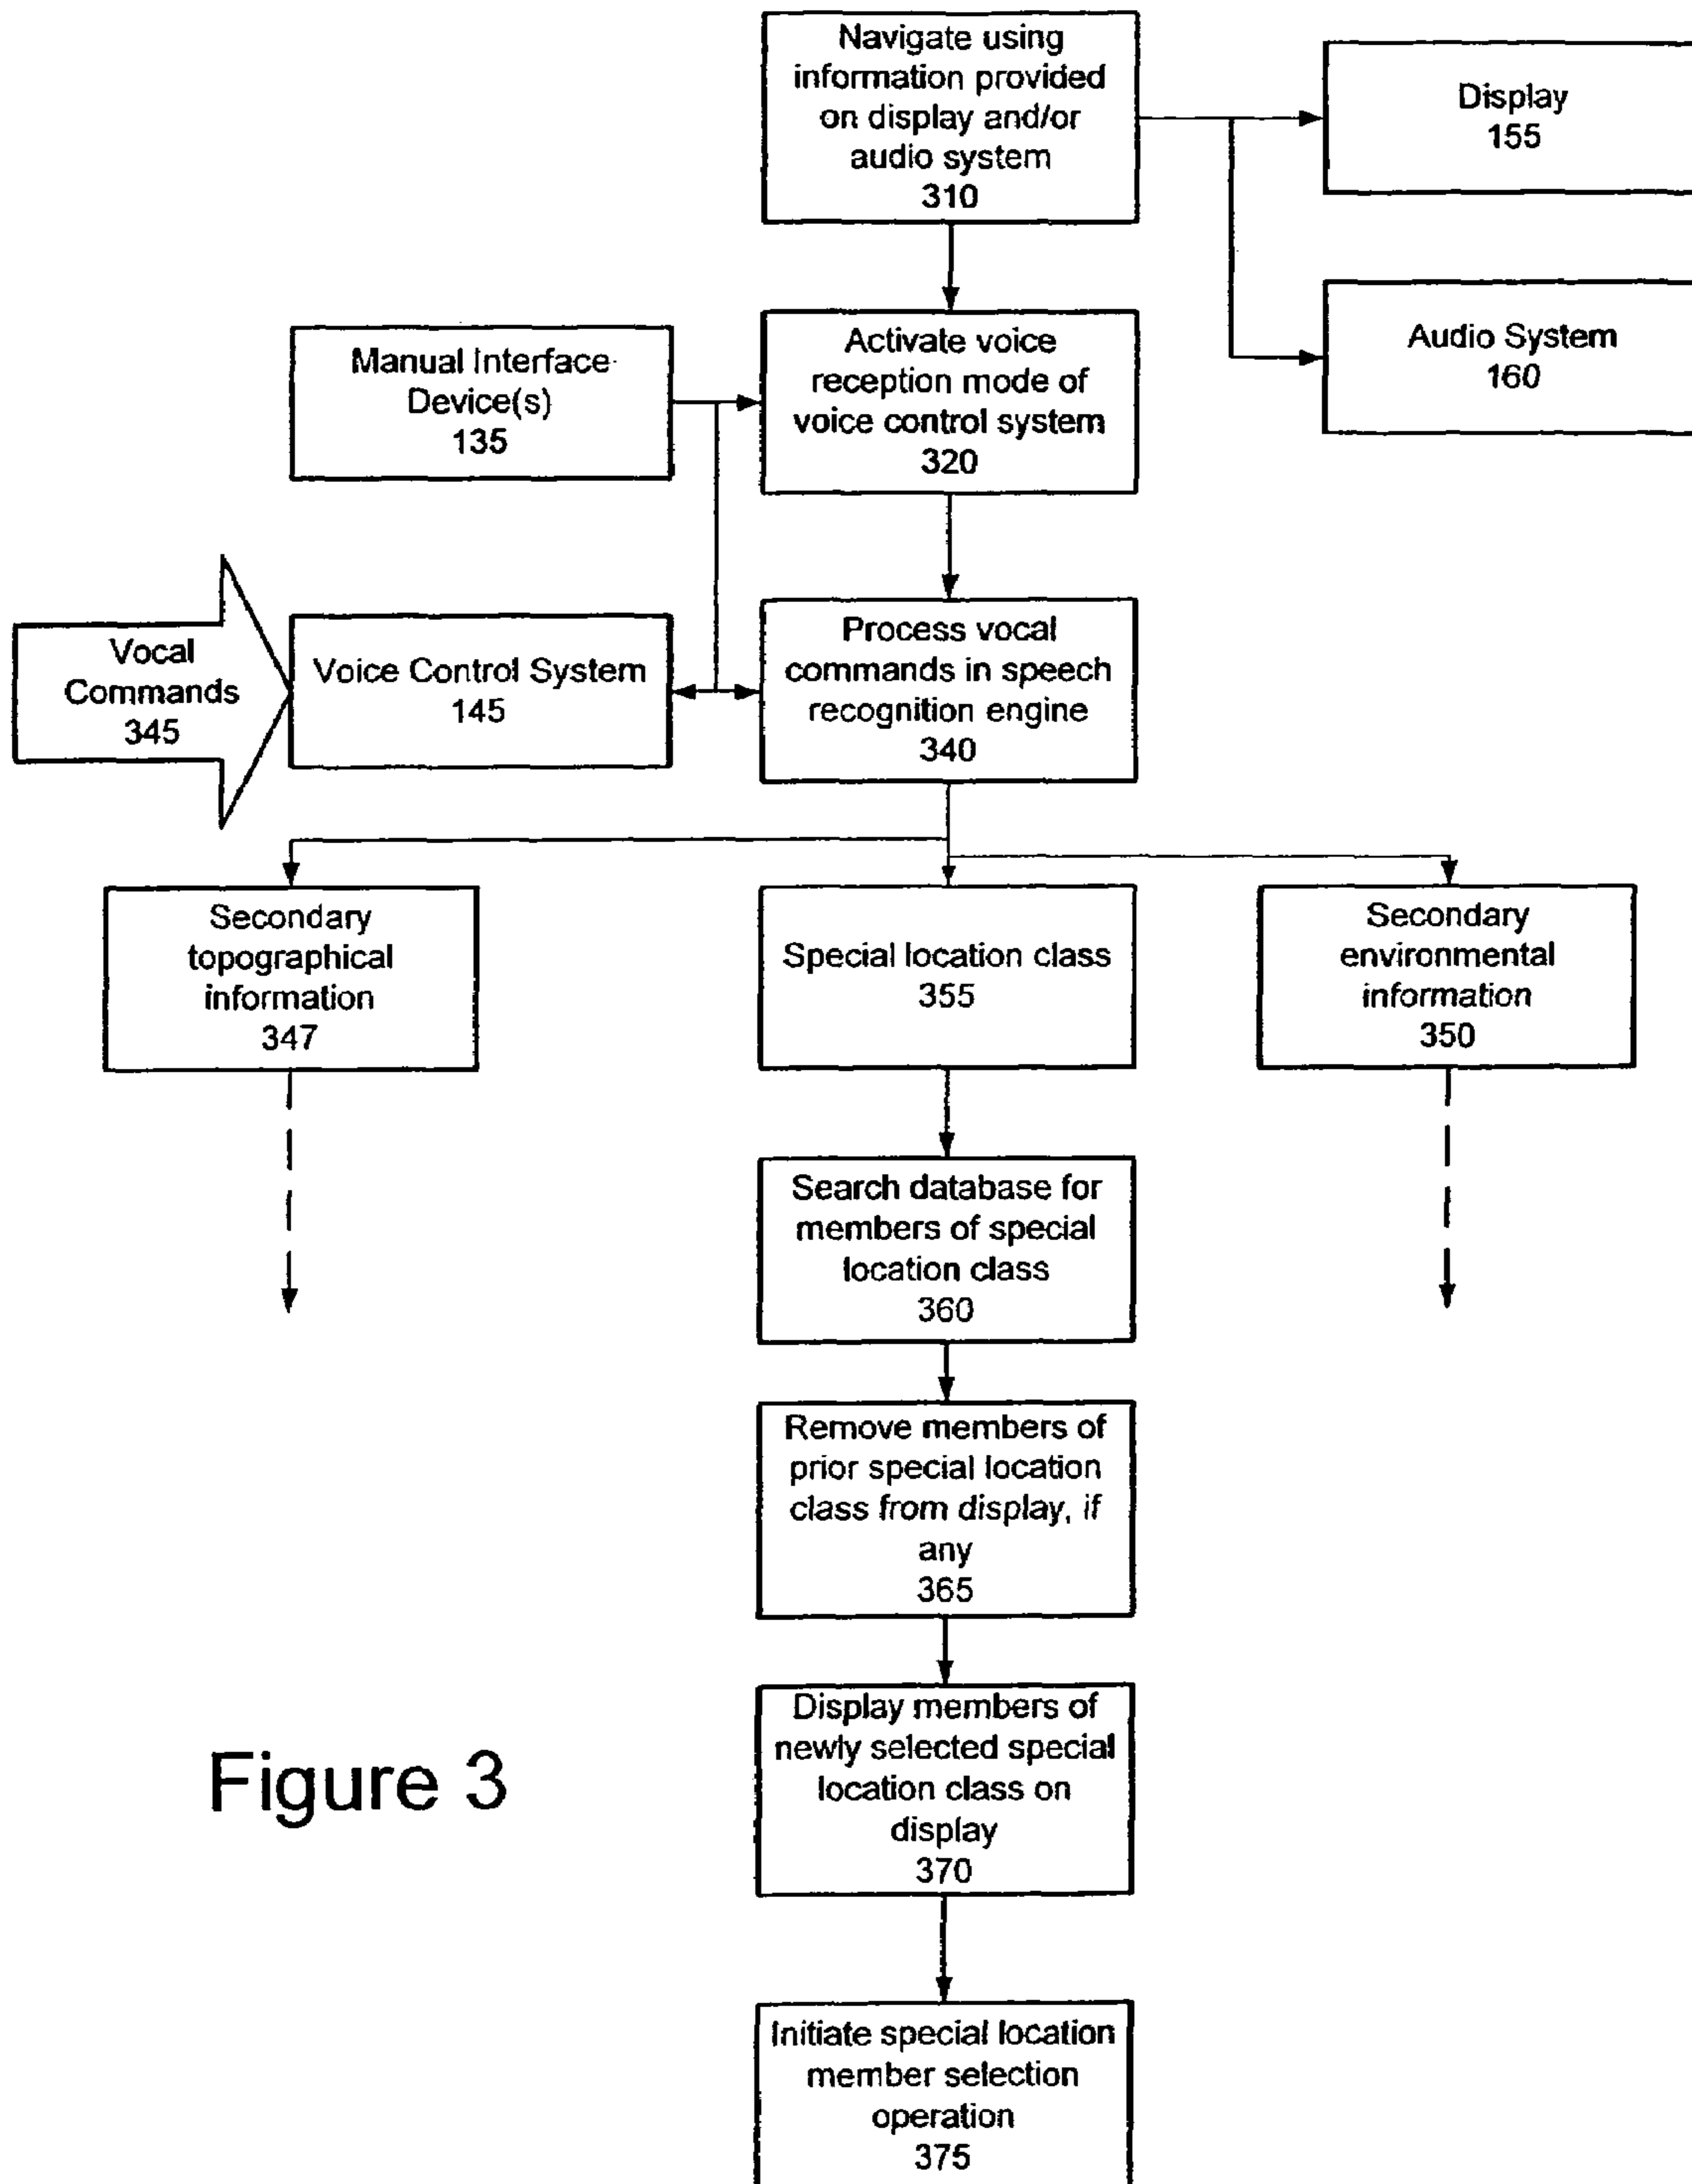 Navigate using
information provided
on display and/or
audio system
310
Display
155
Audio System
160
Manual Interface
Device(s)
135
Activate voice
reception mode of
voice control system
320
Vocal
Commands
345
Voice Control System
145
Process vocal
commands in speech
recognition engine
340
Secondary
topographical
information
347
Special location class
355
Secondary
environmental
information
350
Search database for
members of special
location class
360
Remove members of
prior special location
class from display, if
any
365
Display members of
newly selected special
location class on
display
370
Initiate special location
member selection
operation
375
Figure 3